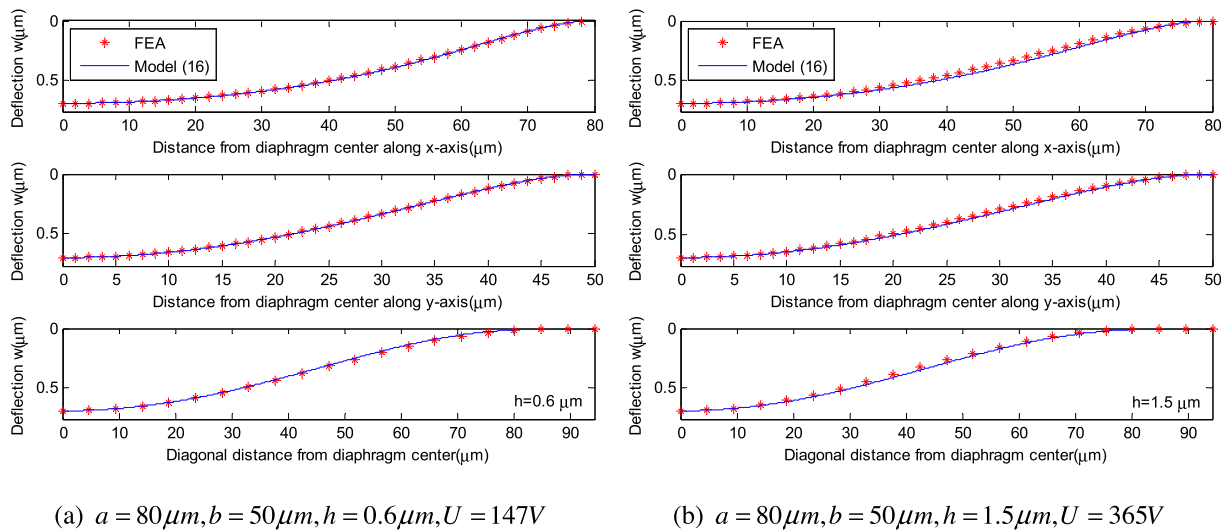 0
0.5
Deflection w(μm)
FEA
Model (16)
0 10 20 30 40 50 60 70 80
Distance from diaphragm center along x-axis(μm)
0
0.5
Deflection w(μm)
0 5 10 15 20 25 30 35 40 45 50
Distance from diaphragm center along y-axis(μm)
0
0.5
Deflection w(μm)
h=0.6 μm
0 10 20 30 40 50 60 70 80 90
Diagonal distance from diaphragm center(μm)
(a) a = 80μm, b = 50μm, h = 0.6μm, U = 147V
0
0.5
Deflection w(μm)
FEA
Model (16)
0 10 20 30 40 50 60 70 80
Distance from diaphragm center along x-axis(μm)
0
0.5
Deflection w(μm)
0 5 10 15 20 25 30 35 40 45 50
Distance from diaphragm center along y-axis(μm)
0
0.5
Deflection w(μm)
h=1.5 μm
0 10 20 30 40 50 60 70 80 90
Diagonal distance from diaphragm center(μm)
(b) a = 80μm, b = 50μm, h = 1.5μm, U = 365V